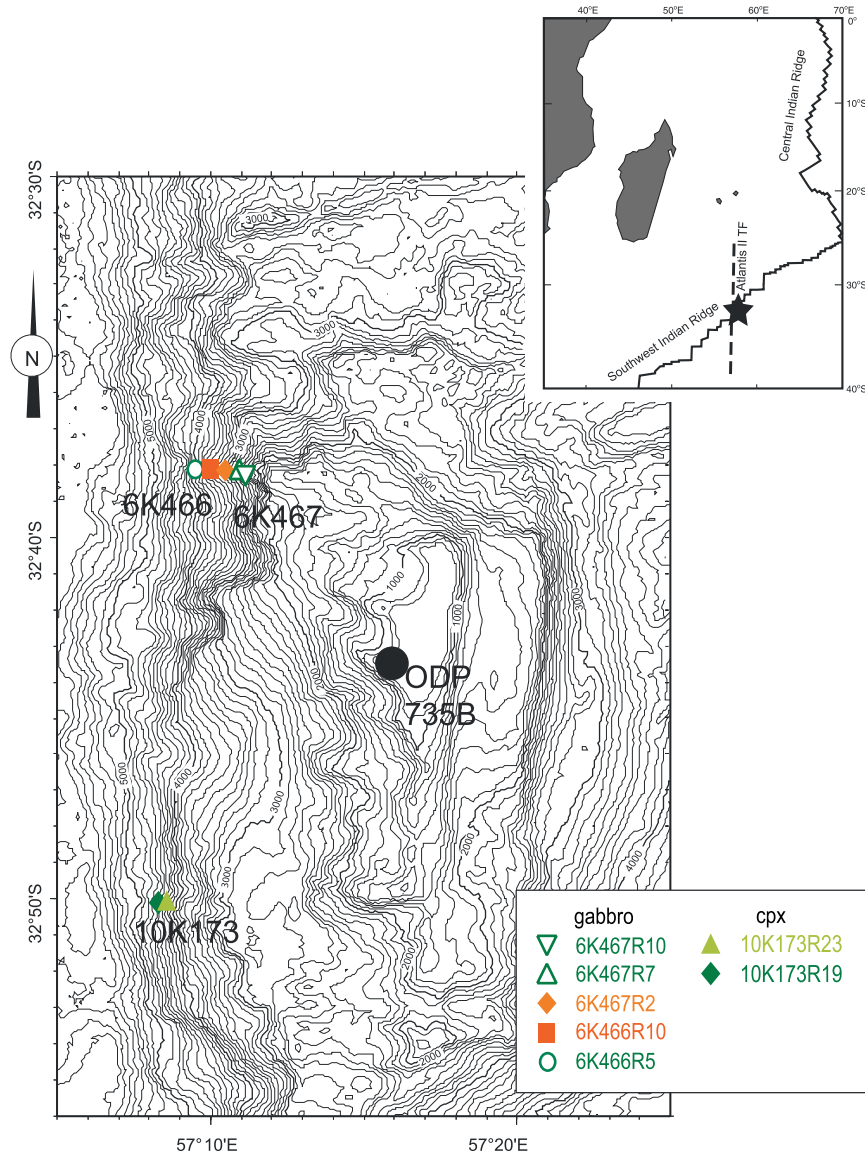 40°E
50°E
60°E
70°E
0°
10°S
20°S
30°S
40°S
Central Indian Ridge
Atlantis II TF
Southwest Indian Ridge
32°30'S
32°40'S
32°50'S
N
3000
3000
5000
4000
2000
6K466
6K467
1000
1000
3000
2000
ODP
735B
5000
4000
3000
3000
2000
4000
10K173
2000
2000
57°10'E
57°20'E
gabbro
6K467R10
6K467R7
6K467R2
6K466R10
6K466R5
cpx
10K173R23
10K173R19